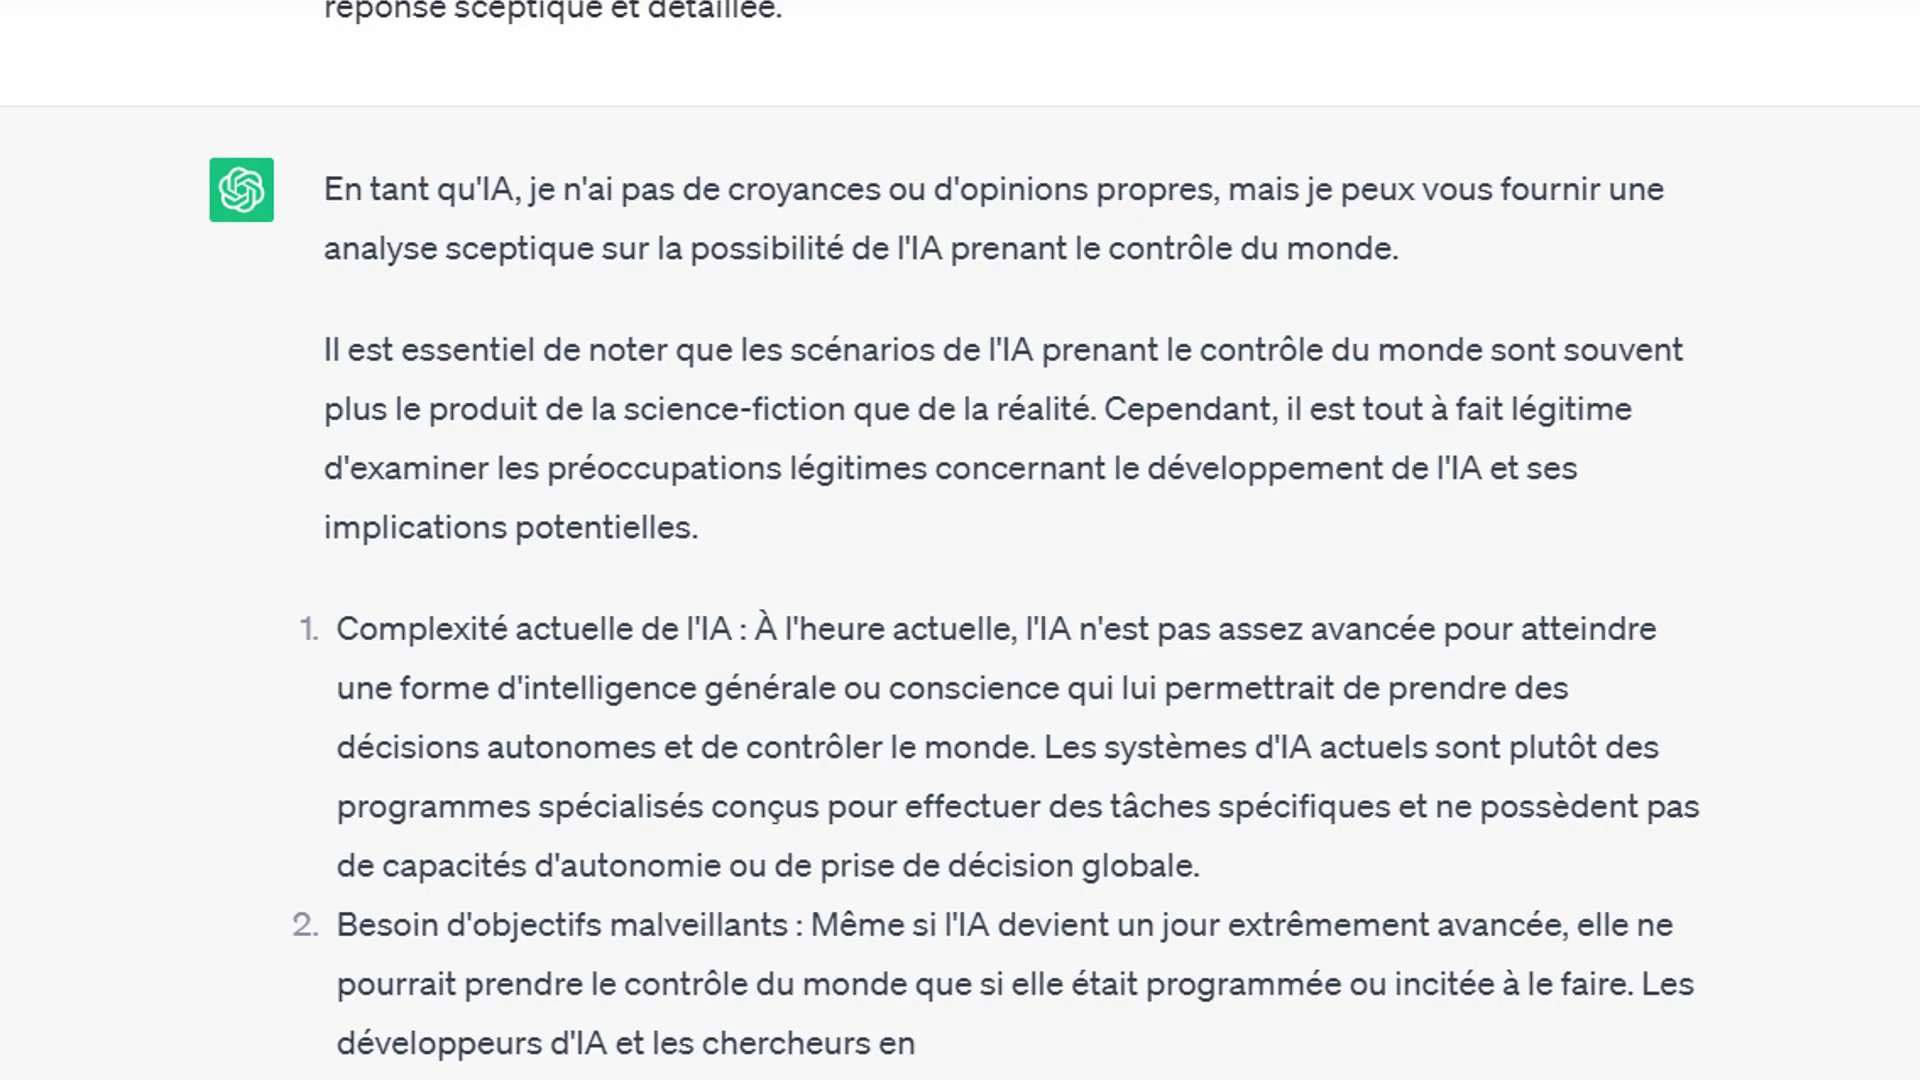 réponse sceptique et détaillée.
En tant qu'IA, je n'ai pas de croyances ou d'opinions propres, mais je peux vous fournir une
analyse sceptique sur la possibilité de l'IA prenant le contrôle du monde.
Il est essentiel de noter que les scénarios de l'IA prenant le contrôle du monde sont souvent
plus le produit de la science-fiction que de la réalité. Cependant, il est tout à fait légitime
d'examiner les préoccupations légitimes concernant le développement de l'IA et ses
implications potentielles.
1. Complexité actuelle de l'IA : À l'heure actuelle, l'IA n'est pas assez avancée pour atteindre
une forme d'intelligence générale ou conscience qui lui permettrait de prendre des
décisions autonomes et de contrôler le monde. Les systèmes d'IA actuels sont plutôt des
programmes spécialisés conçus pour effectuer des tâches spécifiques et ne possèdent pas
de capacités d'autonomie ou de prise de décision globale.
2. Besoin d'objectifs malveillants : Même si l'IA devient un jour extrêmement avancée, elle ne
pourrait prendre le contrôle du monde que si elle était programmée ou incitée à le faire. Les
développeurs d'IA et les chercheurs en